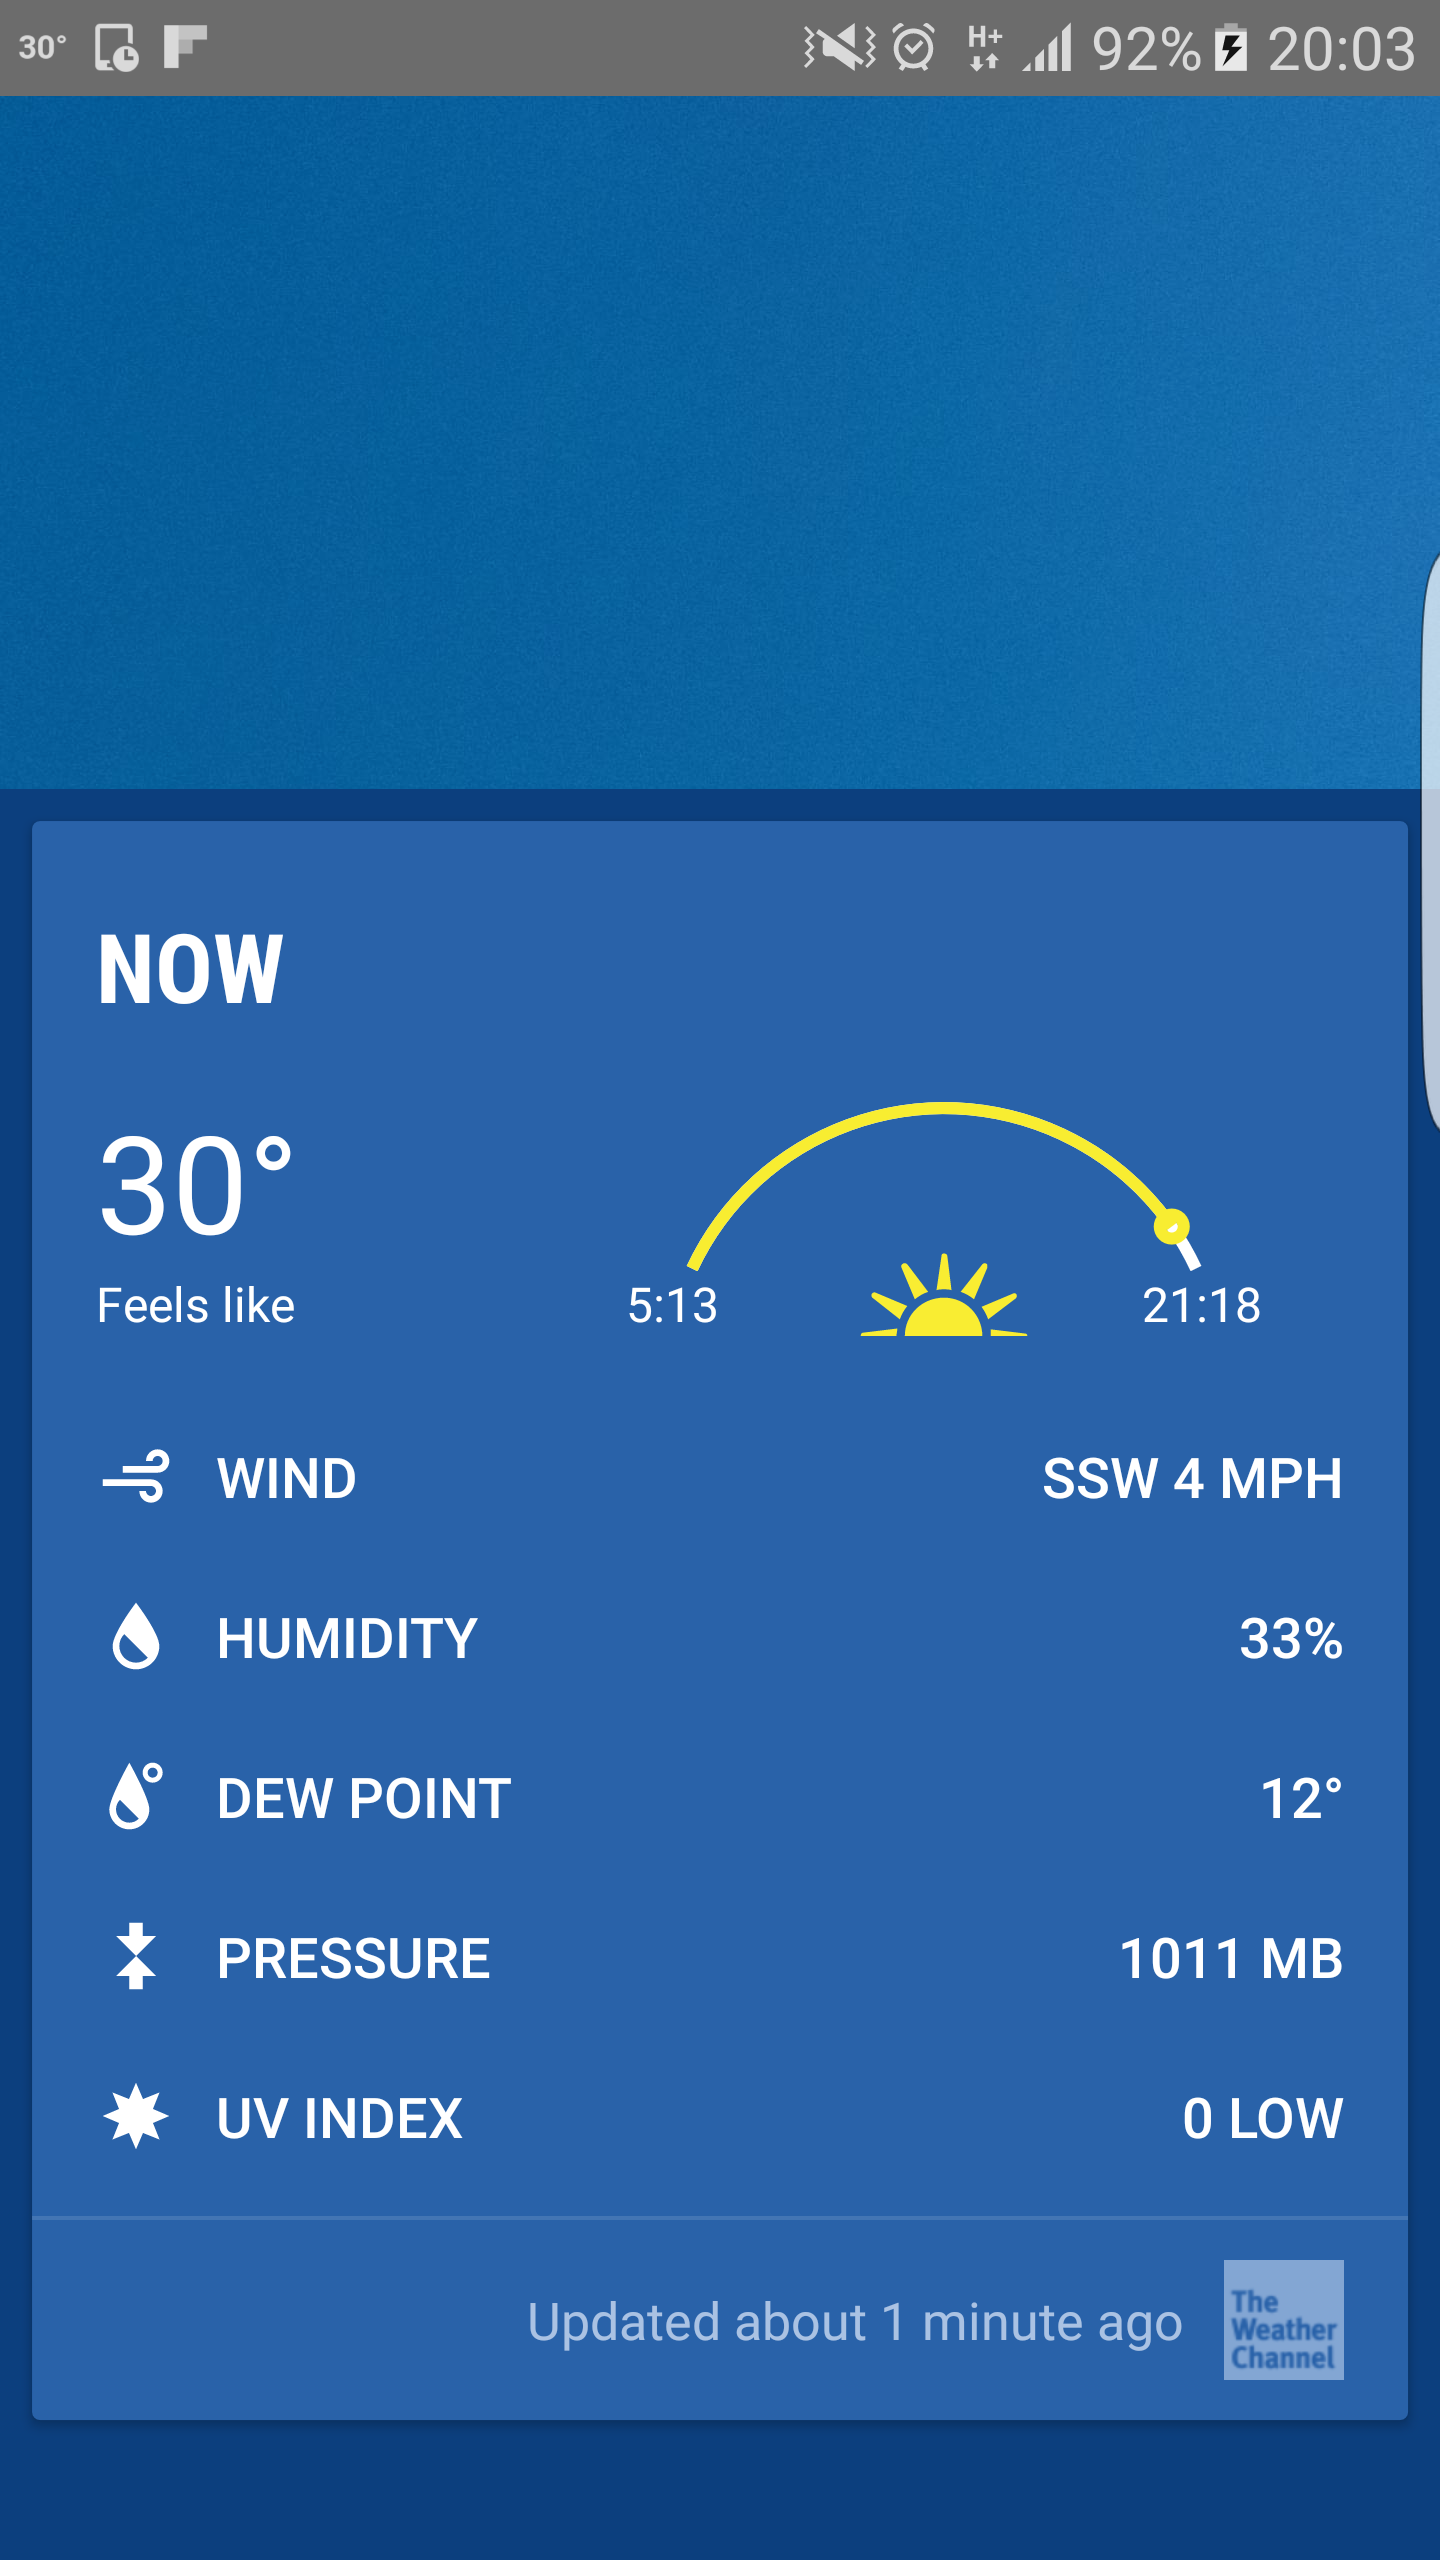 30° H+ 92% 20:03
NOW
30°
Feels like
5:13 21:18
WIND SSW 4 MPH
HUMIDITY 33%
DEW POINT 12°
PRESSURE 1011 MB
UV INDEX 0 LOW
Updated about 1 minute ago
The
Weather
Channel